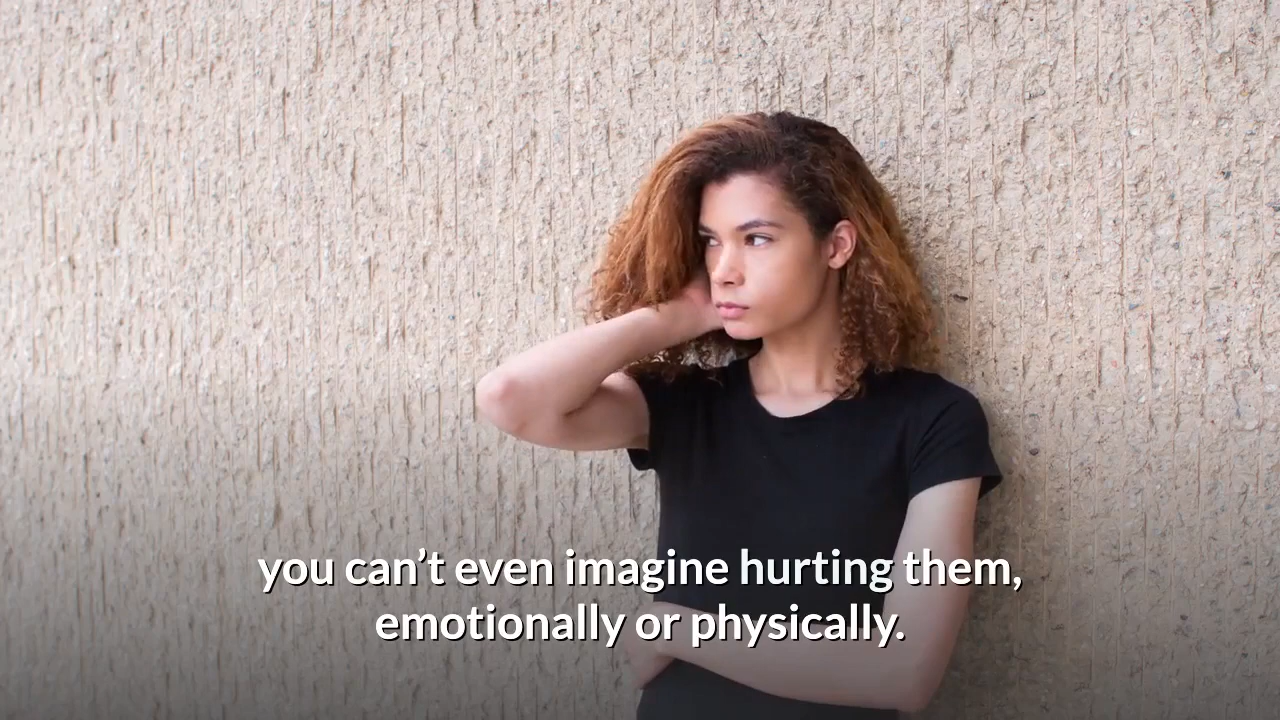 you can’t even imagine hurting them,
emotionally or physically.